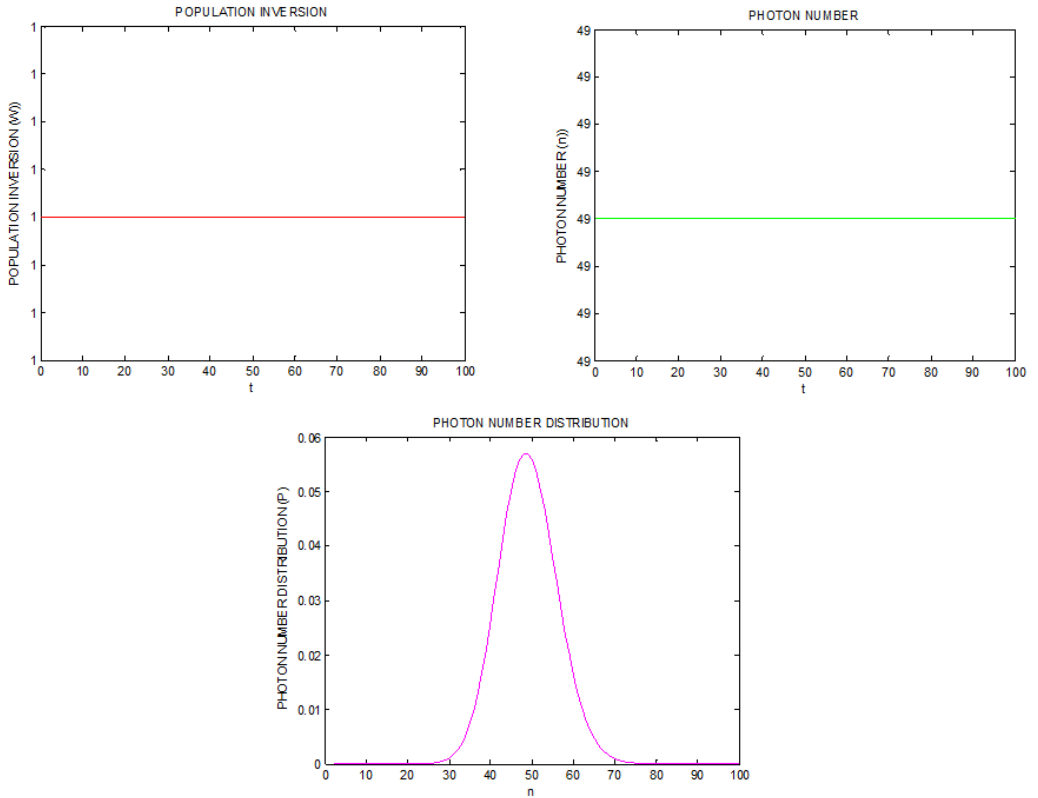 POPULATION INVERSION
POPULATION INVERSION (W))
1
1
1
1
1
1
1
1
0 10 20 30 40 50 60 70 80 90 100
t
PHOTON NUMBER
PHOTON NUMBER (n))
49
49
49
49
49
49
49
49
0 10 20 30 40 50 60 70 80 90 100
t
PHOTON NUMBER DISTRIBUTION
PHOTON NUMBER DISTRIBUTION (P)
0.06
0.05
0.04
0.03
0.02
0.01
0
0 10 20 30 40 50 60 70 80 90 100
n